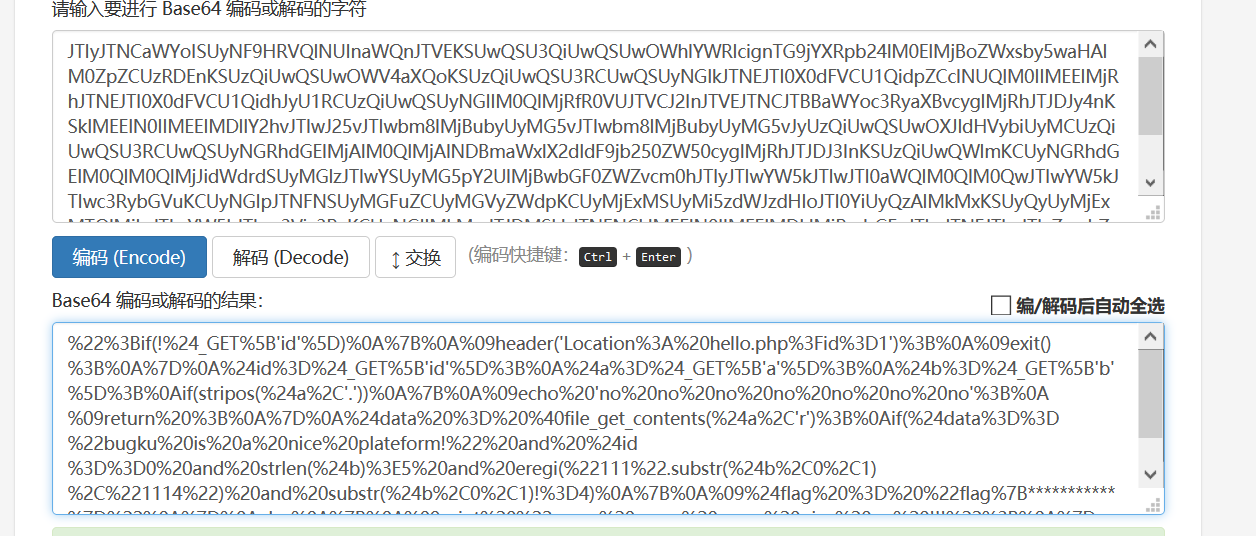 请输入要进行 Base64 编码或解码的字符
JTIyJTNCaWYoISUyNF9HRVQlNUInaWQnJTVEKSUwQSU3QiUwQSUwOWhlYWRlcignTG9jYXRpb24lM0ElMjBoZWxsby5waHAl
M0ZpZCUzRDEnKSUzQiUwQSUwOWV4aXQoKSUzQiUwQSU3RCUwQSUyNGlkJTNEJTI0X0dFVCU1QidpZCclNUQlM0IlMEElMjR
hJTNEJTI0X0dFVCU1QidhJyU1RCUzQiUwQSUyNGIlM0QlMjRfR0VUJTVCJ2InJTVEJTNCJTBBaWYoc3RyaXBvcyglMjRhJTJDJy4nK
SklMEElN0IlMEElMDllY2hvJTIwJ25vJTIwbm8lMjBubyUyMG5vJTIwbm8lMjBubyUyMG5vJyUzQiUwQSUwOXJldHVybiUyMCUzQi
UwQSU3RCUwQSUyNGRhdGElMjAlM0QlMjAlNDBmaWxlX2dldF9jb250ZW50cyglMjRhJTJDJ3InKSUzQiUwQWlmKCUyNGRhdG
ElM0QlM0QlMjJidWdrdSUyMGlzJTIwYSUyMG5pY2UlMjBwbGF0ZWZvcm0hJTIyJTIwYW5kJTIwJTI0aWQlM0QlM0QwJTIwYW5kJ
TIwc3RybGVuKCUyNGIpJTNFNSUyMGFuZCUyMGVyZWdpKCUyMjExMSUyMi5zdWJzdHIoJTI0YiUyQzAlMkMxKSUyQyUyMjEx
编码 (Encode) 解码 (Decode) ↕ 交换 (编码快捷键： Ctrl + Enter )
Base64 编码或解码的结果： 编/解码后自动全选
%22%3Bif(!%24_GET%5B'id'%5D)%0A%7B%0A%09header('Location%3A%20hello.php%3Fid%3D1')%3B%0A%09exit()
%3B%0A%7D%0A%24id%3D%24_GET%5B'id'%5D%3B%0A%24a%3D%24_GET%5B'a'%5D%3B%0A%24b%3D%24_GET%5B'b'
%5D%3B%0Aif(stripos(%24a%2C'.'))%0A%7B%0A%09echo%20'no%20no%20no%20no%20no%20no%20no'%3B%0A
%09return%20%3B%0A%7D%0A%24data%20%3D%20%40file_get_contents(%24a%2C'r')%3B%0Aif(%24data%3D%3D
%22bugku%20is%20a%20nice%20plateform!%22%20and%20%24id
%3D%3D0%20and%20strlen(%24b)%3E5%20and%20eregi(%22111%22.substr(%24b%2C0%2C1)
%2C%221114%22)%20and%20substr(%24b%2C0%2C1)!%3D4)%0A%7B%0A%09%24flag%20%3D%20%22flag%7B***********